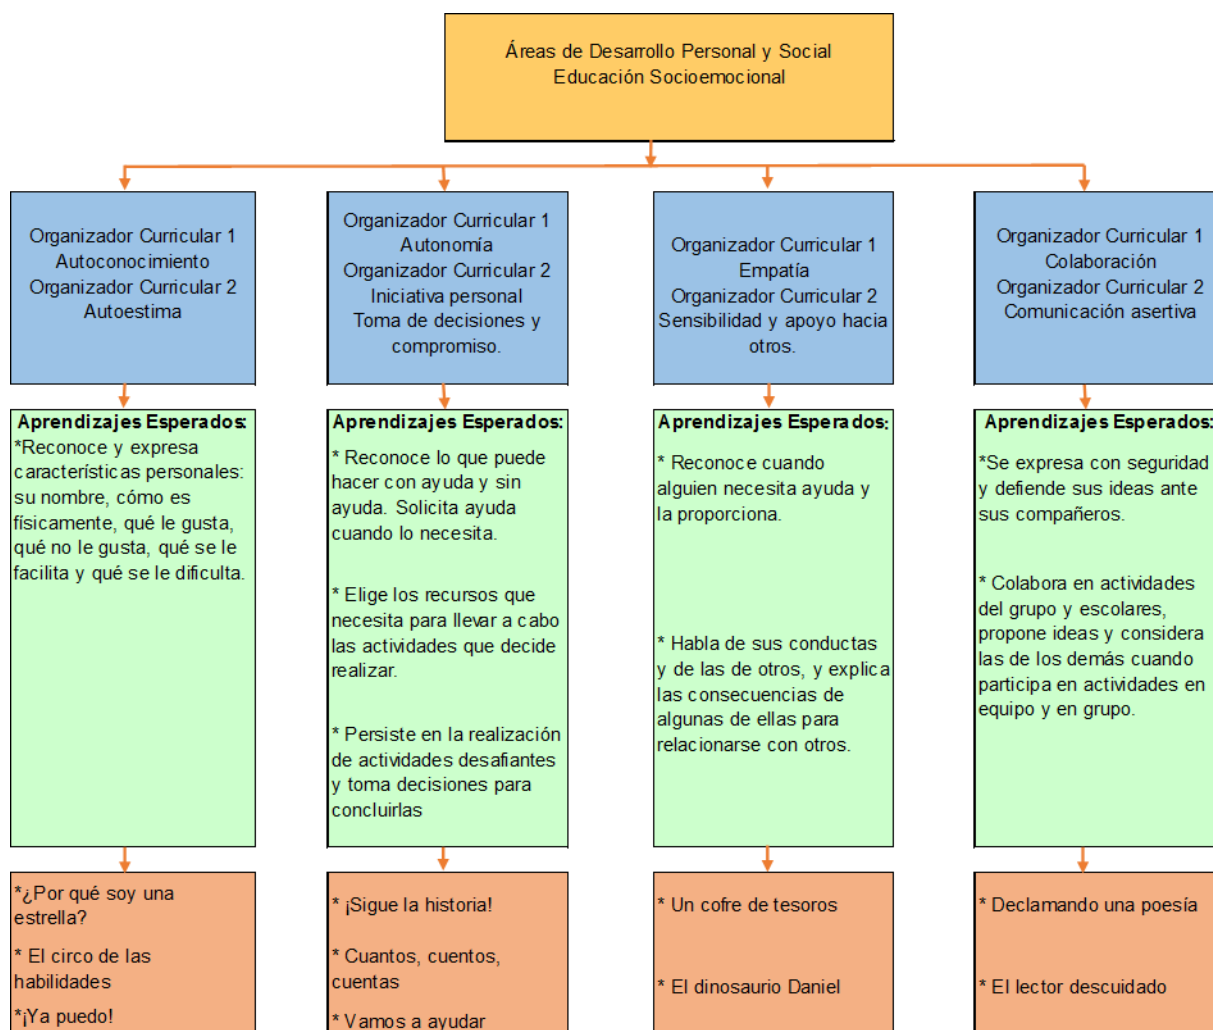 Áreas de Desarrollo Personal y Social
Educación Socioemocional
Organizador Curricular 1
Autoconocimiento
Organizador Curricular 2
Autoestima
Organizador Curricular 1
Autonomía
Organizador Curricular 2
Iniciativa personal
Toma de decisiones y
compromiso.
Organizador Curricular 1
Empatía
Organizador Curricular 2
Sensibilidad y apoyo hacia
otros.
Organizador Curricular 1
Colaboración
Organizador Curricular 2
Comunicación asertiva
Aprendizajes Esperados:
*Reconoce y expresa
características personales:
su nombre, cómo es
físicamente, qué le gusta,
qué no le gusta, qué se le
facilita y qué se le dificulta.
Aprendizajes Esperados:
* Reconoce lo que puede
hacer con ayuda y sin
ayuda. Solicita ayuda
cuando lo necesita.
* Elige los recursos que
necesita para llevar a cabo
las actividades que decide
realizar.
* Persiste en la realización
de actividades desafiantes
y toma decisiones para
concluirlas
Aprendizajes Esperados:
* Reconoce cuando
alguien necesita ayuda y
la proporciona.
* Habla de sus conductas
y de las de otros, y explica
las consecuencias de
algunas de ellas para
relacionarse con otros.
Aprendizajes Esperados:
*Se expresa con seguridad
y defiende sus ideas ante
sus compañeros.
* Colabora en actividades
del grupo y escolares,
propone ideas y considera
las de los demás cuando
participa en actividades en
equipo y en grupo.
*¿Por qué soy una
estrella?
* El circo de las
habilidades
*¡Ya puedo!
* ¡Sigue la historia!
* Cuantos, cuentos,
cuentas
* Vamos a ayudar
* Un cofre de tesoros
* El dinosaurio Daniel
* Declamando una poesía
* El lector descuidado